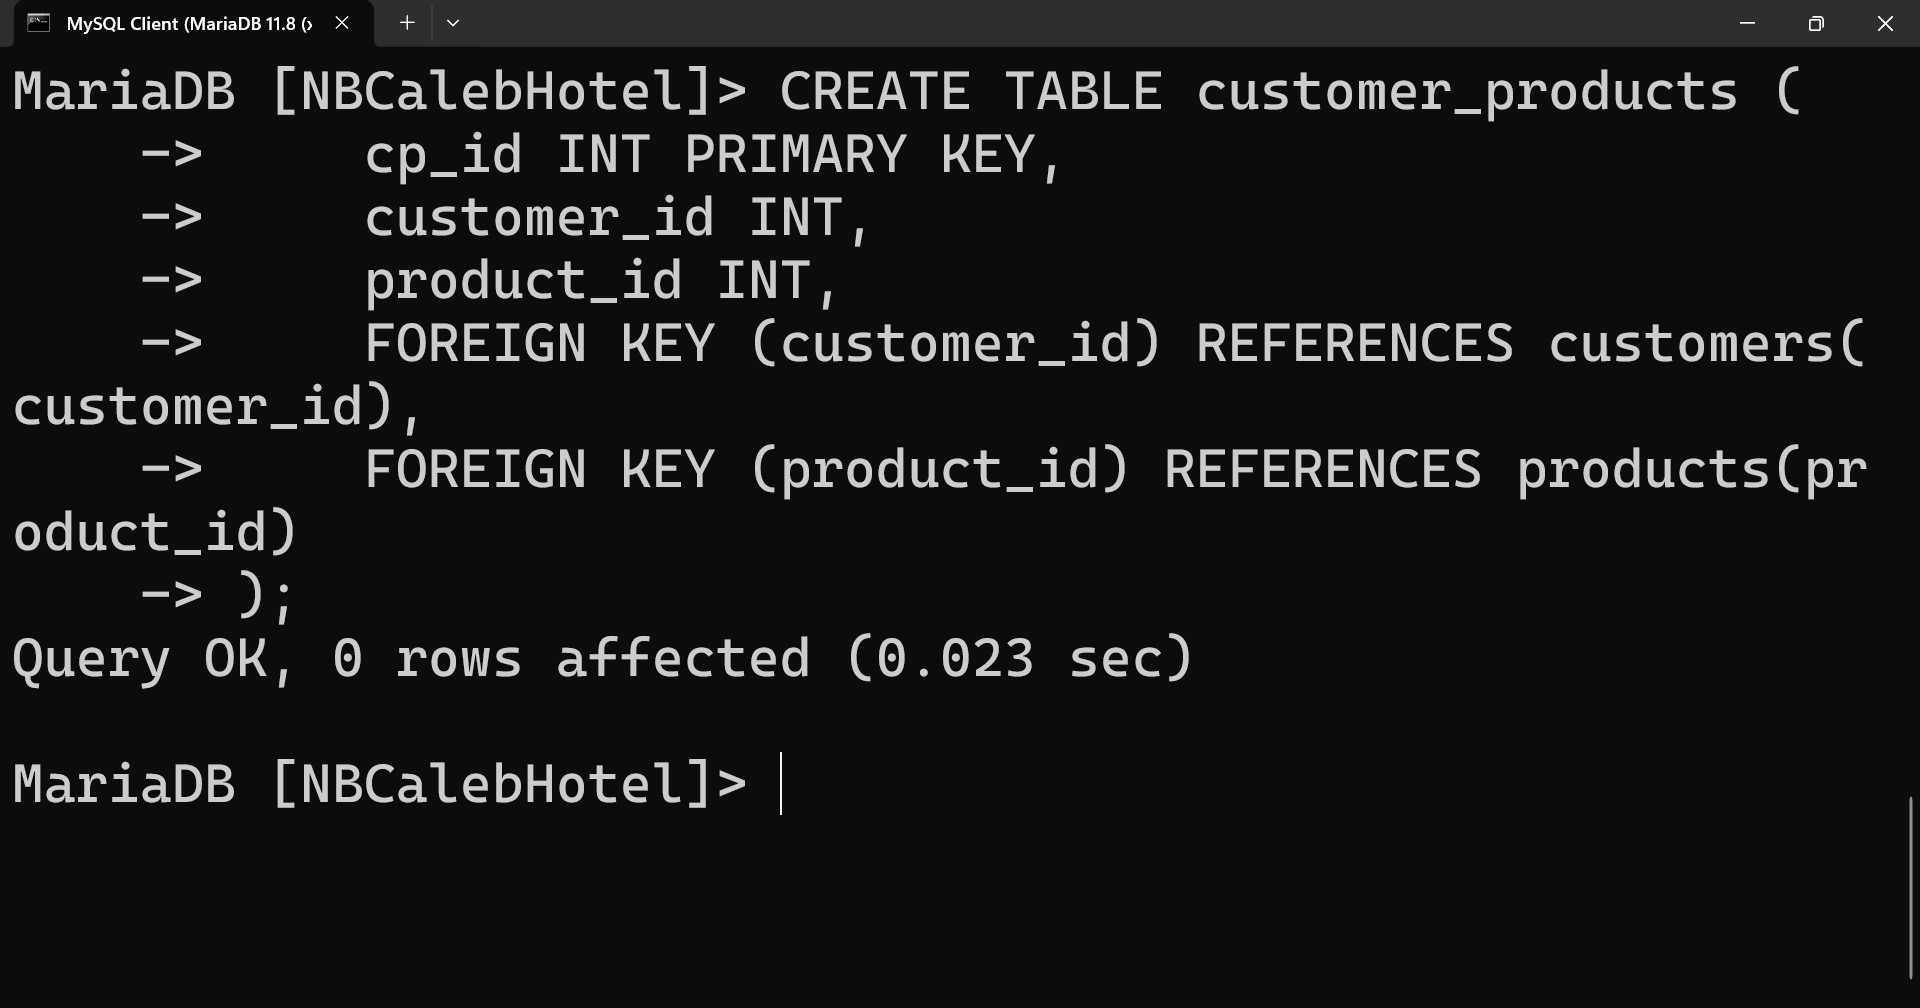 MySQL Client (MariaDB 11.8 (x
MariaDB [NBCalebHotel]> CREATE TABLE customer_products (
    ->     cp_id INT PRIMARY KEY,
    ->     customer_id INT,
    ->     product_id INT,
    ->     FOREIGN KEY (customer_id) REFERENCES customers(
customer_id),
    ->     FOREIGN KEY (product_id) REFERENCES products(pr
oduct_id)
    -> );
Query OK, 0 rows affected (0.023 sec)
MariaDB [NBCalebHotel]>